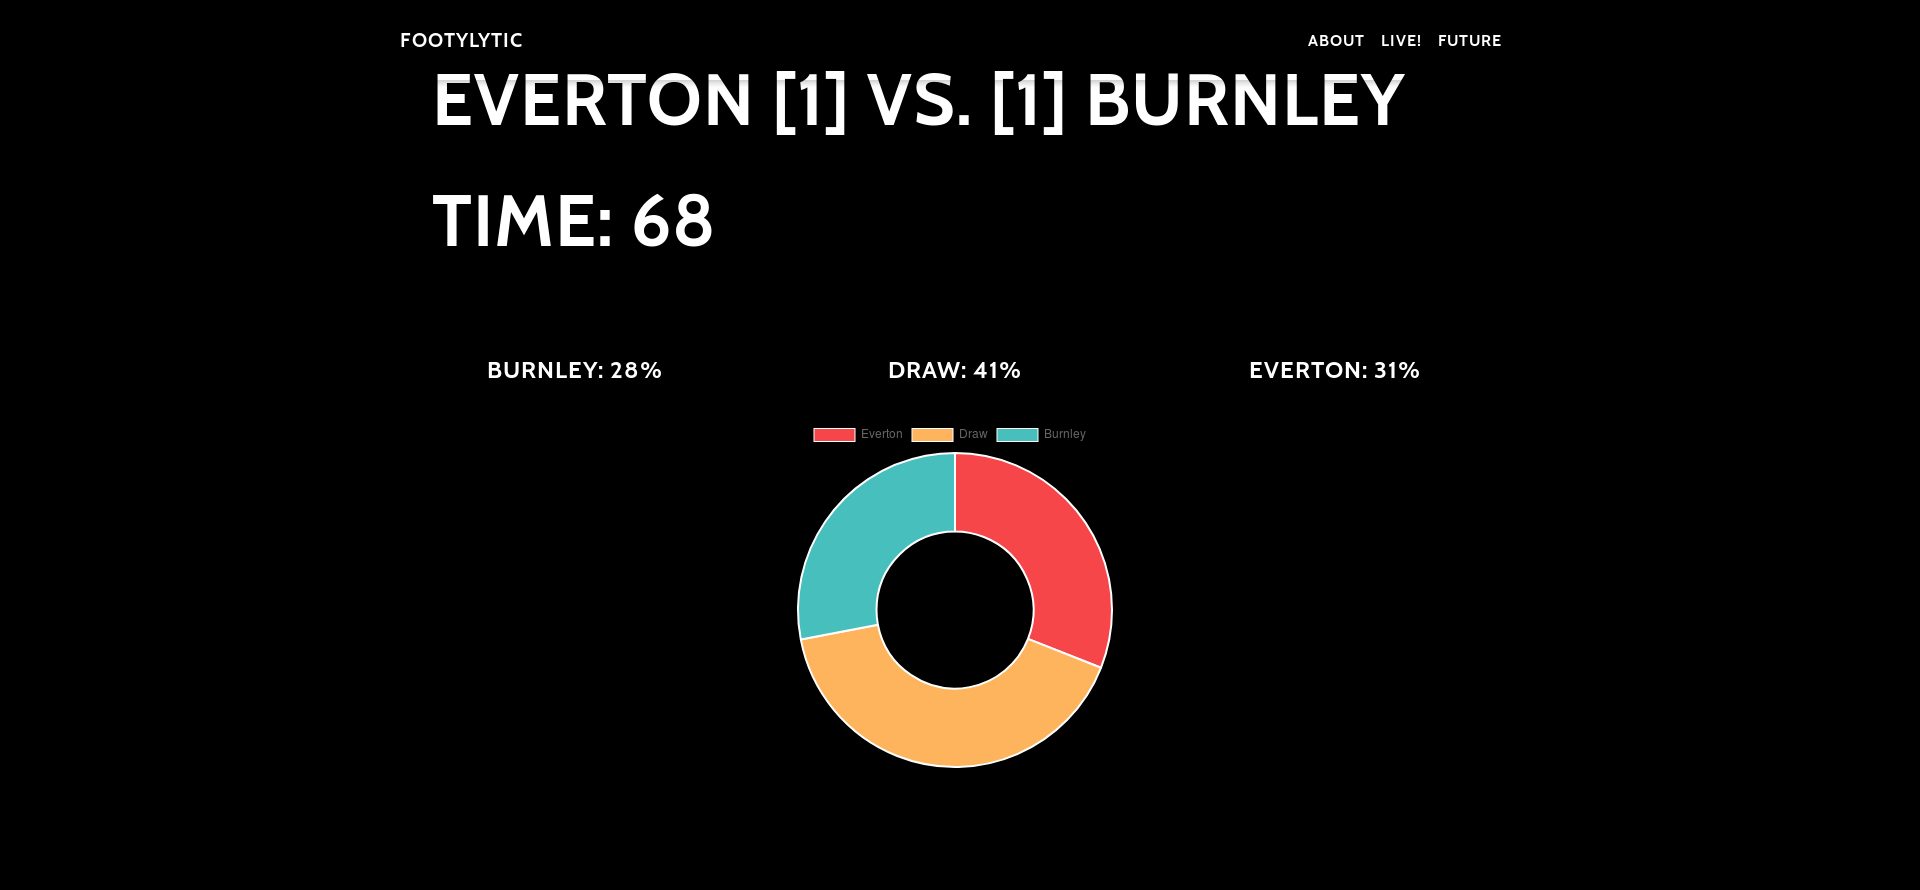 FOOTYLYTIC
ABOUT LIVE! FUTURE
EVERTON [1] VS. [1] BURNLEY
TIME: 68
BURNLEY: 28% DRAW: 41% EVERTON: 31%
Everton Draw Burnley